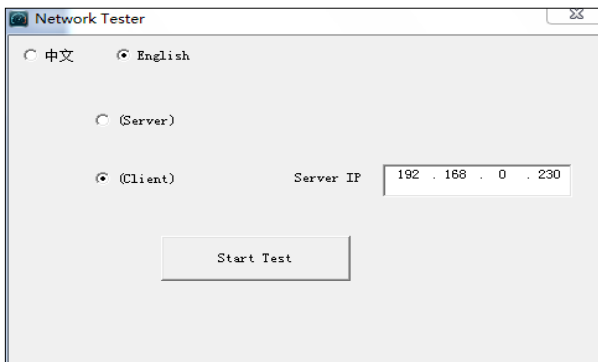 Network Tester
中文 English
(Server)
(Client) Server IP 192 . 168 . 0 . 230
Start Test